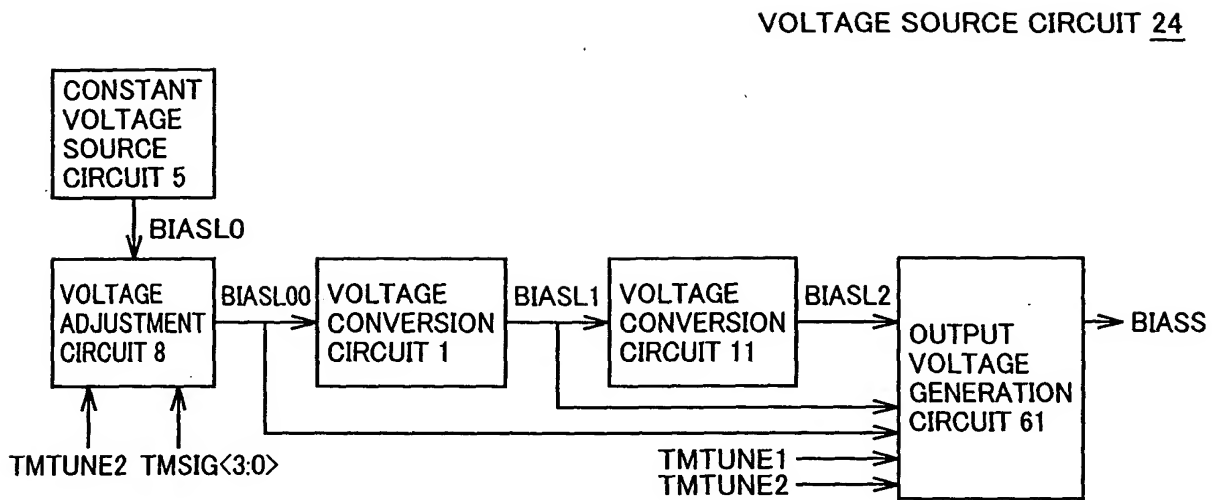 VOLTAGE SOURCE CIRCUIT 24
CONSTANT
VOLTAGE
SOURCE
CIRCUIT 5
BIASL0
VOLTAGE
ADJUSTMENT
CIRCUIT 8
BIASL00
VOLTAGE
CONVERSION
CIRCUIT 1
BIASL1
VOLTAGE
CONVERSION
CIRCUIT 11
BIASL2
OUTPUT
VOLTAGE
GENERATION
CIRCUIT 61
BIASS
TMTUNE2 TMSIG<3:0>
TMTUNE1
TMTUNE2